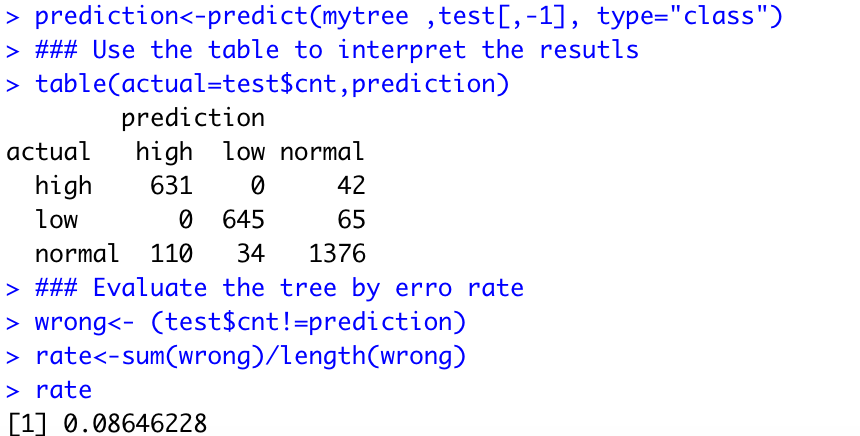 > prediction<-predict(mytree ,test[,-1], type="class")
> ### Use the table to interpret the resutls
> table(actual=test$cnt,prediction)
        prediction
actual   high  low normal
  high    631    0     42
  low       0  645     65
  normal  110   34   1376
> ### Evaluate the tree by erro rate
> wrong<- (test$cnt!=prediction)
> rate<-sum(wrong)/length(wrong)
> rate
[1] 0.08646228